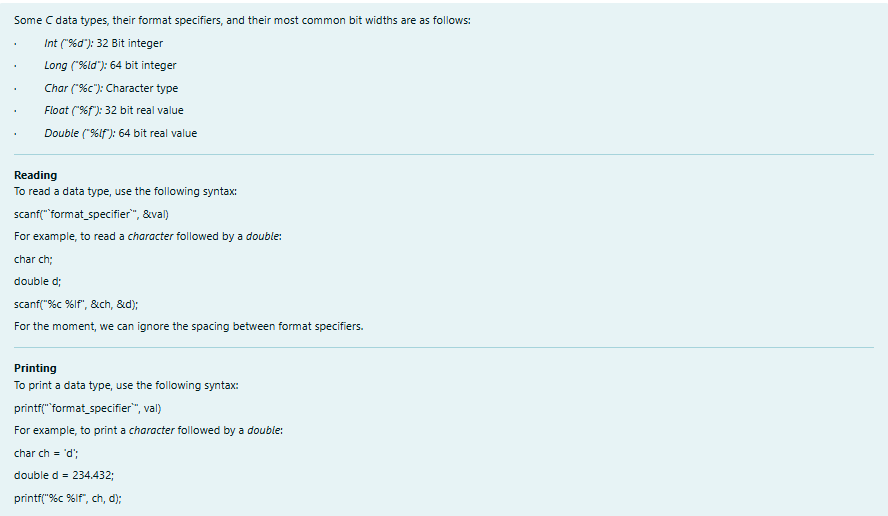 Some C data types, their format specifiers, and their most common bit widths are as follows:
· Int ("%d"): 32 Bit integer
· Long ("%ld"): 64 bit integer
· Char ("%c"): Character type
· Float ("%f"): 32 bit real value
· Double ("%lf"): 64 bit real value
Reading
To read a data type, use the following syntax:
scanf("`format_specifier`", &val)
For example, to read a character followed by a double:
char ch;
double d;
scanf("%c %lf", &ch, &d);
For the moment, we can ignore the spacing between format specifiers.
Printing
To print a data type, use the following syntax:
printf("`format_specifier`", val)
For example, to print a character followed by a double:
char ch = 'd';
double d = 234.432;
printf("%c %lf", ch, d);